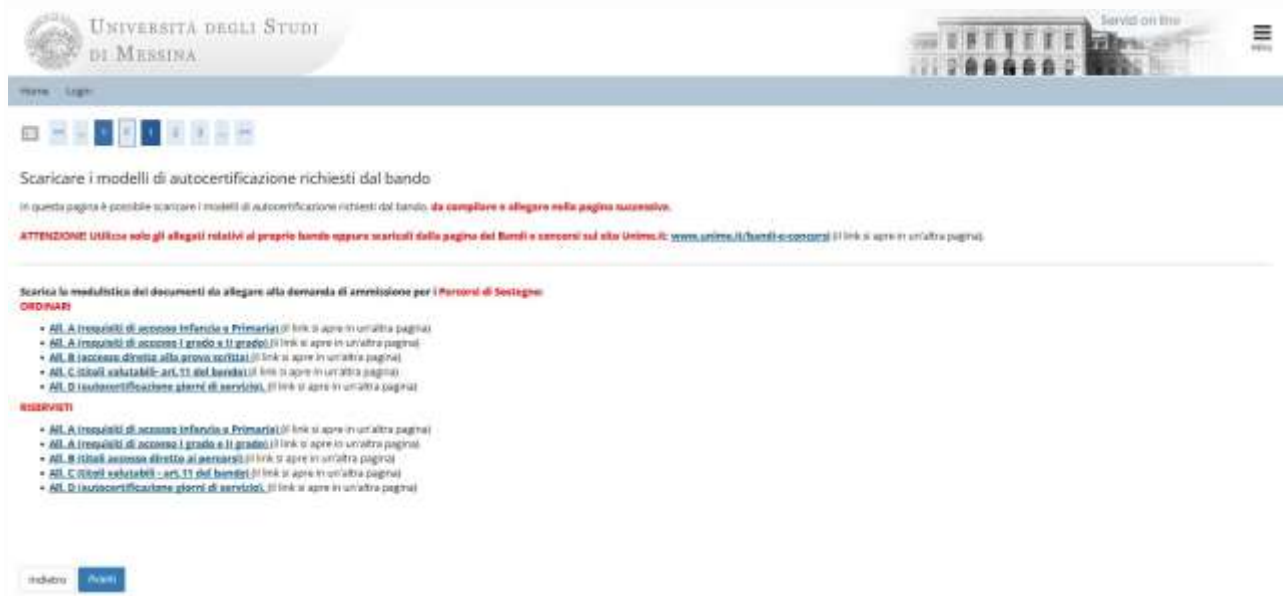 UNIVERSITÀ DEGLI STUDI
DI MESSINA
Servizi on line
MENU
Home Login
1 2 3
Scaricare i modelli di autocertificazione richiesti dal bando
In questa pagina è possibile scaricare i modelli di autocertificazione richiesti dal bando, da compilare e allegare nella pagina successiva.
ATTENZIONE! Utilizza solo gli allegati relativi al proprio bando oppure scaricali dalla pagina dei Bandi e concorsi sul sito Unime.it: www.unime.it/bandi-e-concorsi (il link si apre in un'altra pagina).
Scarica la modulistica dei documenti da allegare alla domanda di ammissione per i Percorsi di Sostegno:
ORDINARI
• All. A (requisiti di accesso Infanzia e Primaria) (il link si apre in un'altra pagina)
• All. A (requisiti di accesso I grado e II grado) (il link si apre in un'altra pagina)
• All. B (accesso diretto alla prova scritta) (il link si apre in un'altra pagina)
• All. C (titoli valutabili- art.11 del bando) (il link si apre in un'altra pagina)
• All. D (autocertificazione giorni di servizio). (il link si apre in un'altra pagina)
RISERVISTI
• All. A (requisiti di accesso Infanzia e Primaria) (il link si apre in un'altra pagina)
• All. A (requisiti di accesso I grado e II grado) (il link si apre in un'altra pagina)
• All. B (titoli accesso diretto ai percorsi) (il link si apre in un'altra pagina)
• All. C (titoli valutabili - art.11 del bando) (il link si apre in un'altra pagina)
• All. D (autocertificazione giorni di servizio). (il link si apre in un'altra pagina)
Indietro Avanti